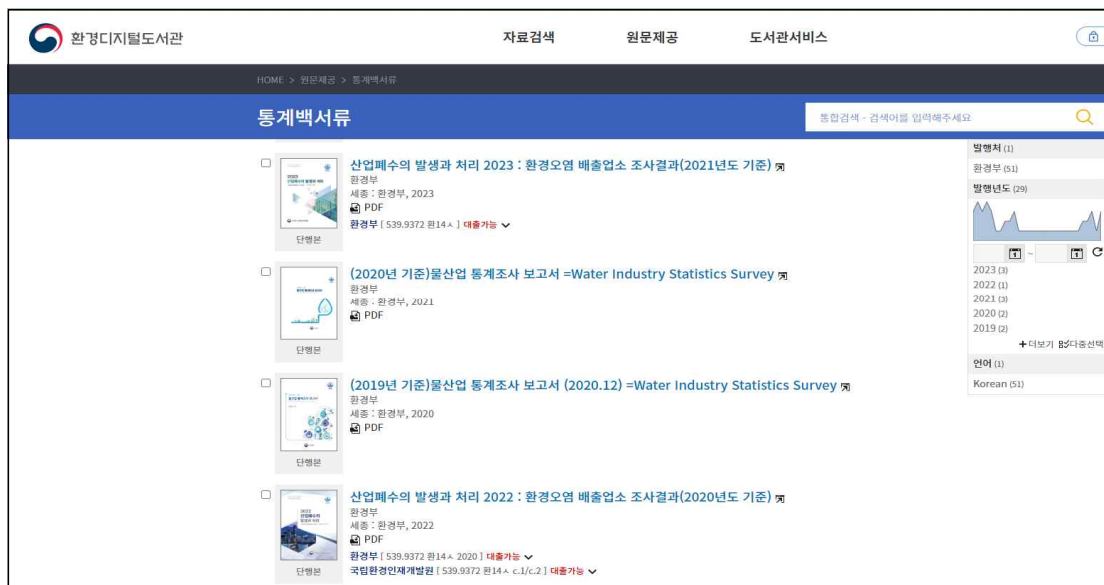 환경디지털도서관
자료검색 원문제공 도서관서비스
HOME > 원문제공 > 통계백서류
통계백서류
통합검색 - 검색어를 입력해주세요
산업폐수의 발생과 처리 2023 : 환경오염 배출업소 조사결과(2021년도 기준)
환경부
세종 : 환경부, 2023
PDF
환경부 [ 539.9372 환14ㅅ ] 대출가능
단행본
(2020년 기준)물산업 통계조사 보고서 =Water Industry Statistics Survey
환경부
세종 : 환경부, 2021
PDF
단행본
(2019년 기준)물산업 통계조사 보고서 (2020.12) =Water Industry Statistics Survey
환경부
세종 : 환경부, 2020
PDF
단행본
산업폐수의 발생과 처리 2022 : 환경오염 배출업소 조사결과(2020년도 기준)
환경부
세종 : 환경부, 2022
PDF
환경부 [ 539.9372 환14ㅅ 2020 ] 대출가능
국립환경인재개발원 [ 539.9372 환14ㅅ c.1/c.2 ] 대출가능
단행본
발행처 (1)
환경부 (51)
발행년도 (29)
~
2023 (3)
2022 (1)
2021 (3)
2020 (2)
2019 (2)
+더보기 다중선택
언어 (1)
Korean (51)